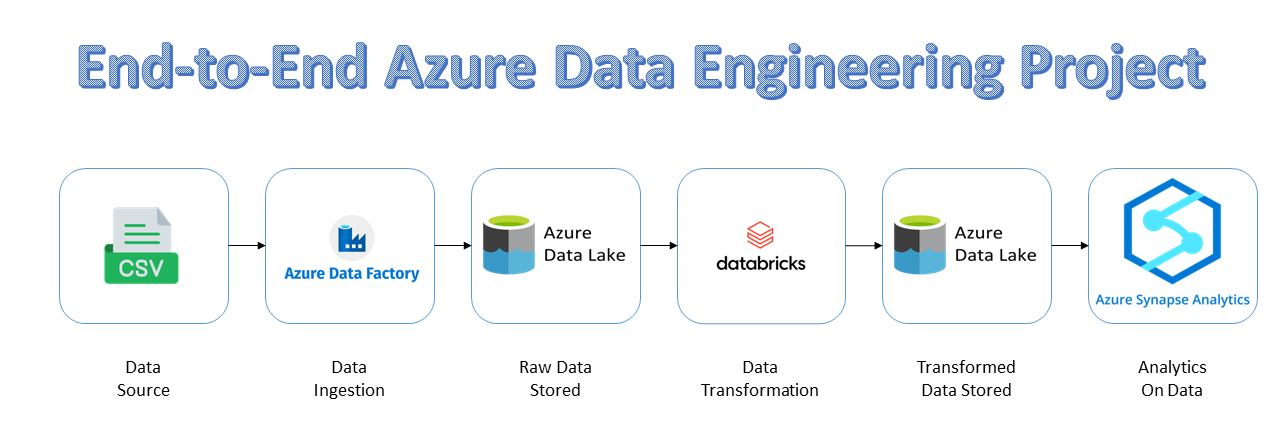 End-to-End Azure Data Engineering Project
CSV
Azure Data Factory
Azure
Data Lake
databricks
Azure
Data Lake
Azure Synapse Analytics
Data
Source
Data
Ingestion
Raw Data
Stored
Data
Transformation
Transformed
Data Stored
Analytics
On Data